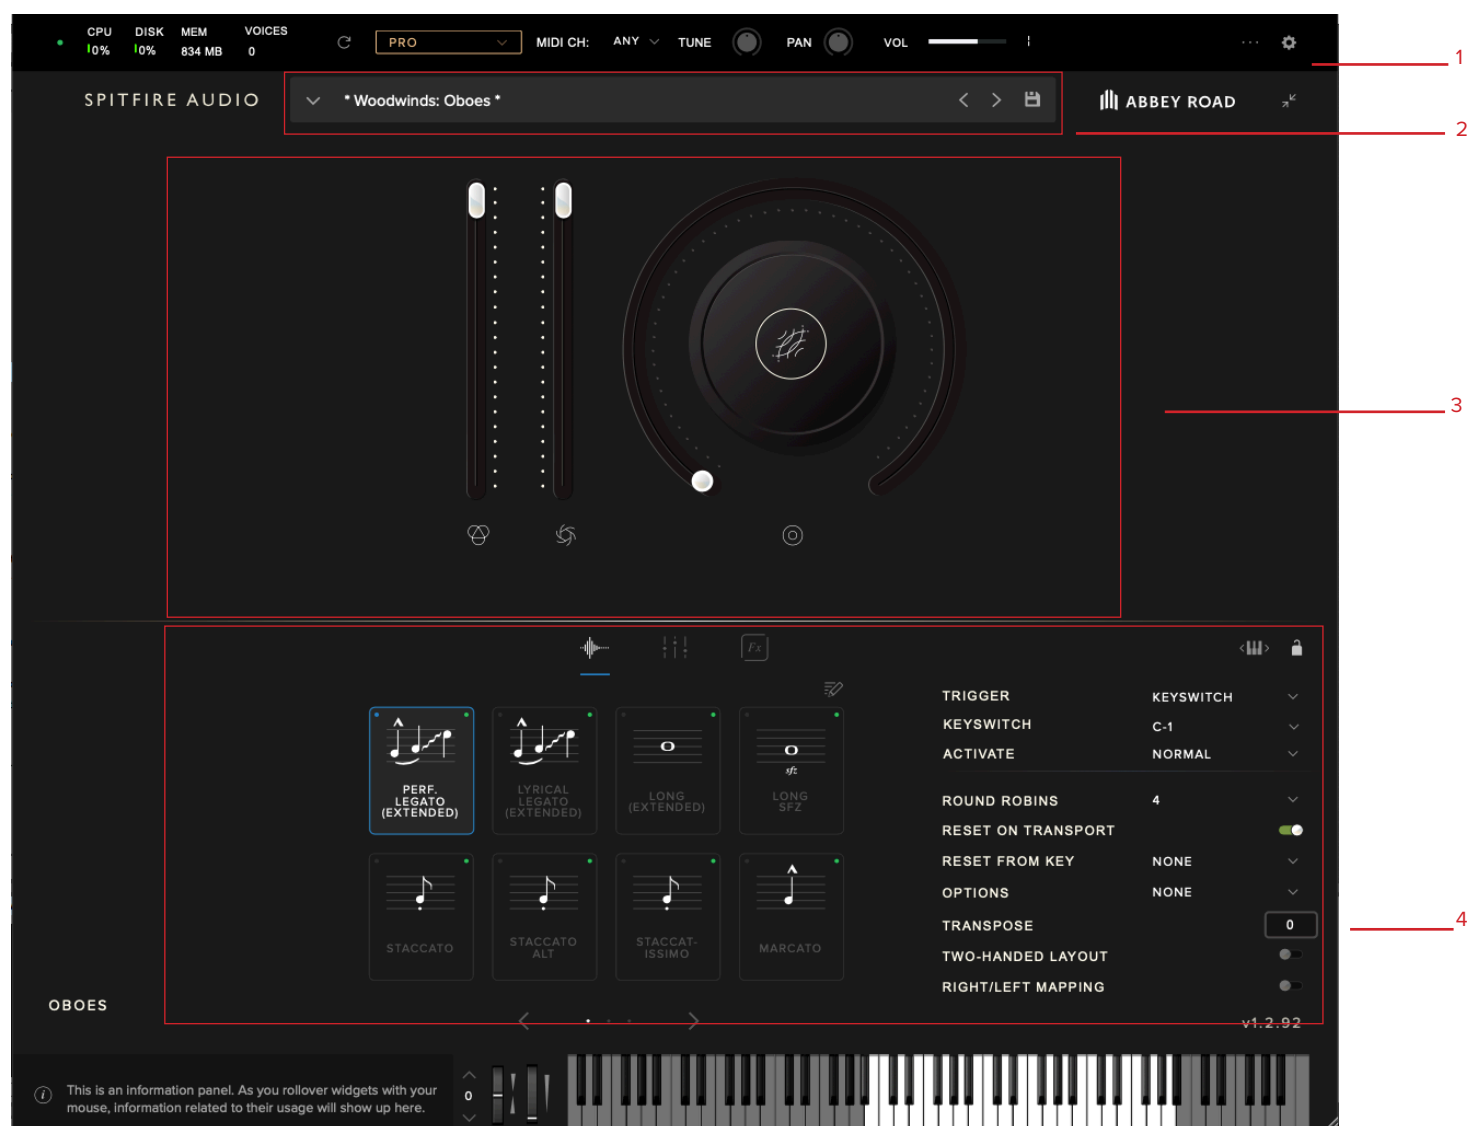 CPU DISK MEM VOICES
0% 0% 834 MB 0
PRO
MIDI CH: ANY TUNE PAN VOL
1
SPITFIRE AUDIO
* Woodwinds: Oboes *
ABBEY ROAD
2
3
Fx
TRIGGER KEYSWITCH
KEYSWITCH C-1
ACTIVATE NORMAL
sfz
PERF.
LEGATO
(EXTENDED)
LYRICAL
LEGATO
(EXTENDED)
LONG
(EXTENDED)
LONG
SFZ
ROUND ROBINS 4
RESET ON TRANSPORT
RESET FROM KEY NONE
OPTIONS NONE
TRANSPOSE 0
4
TWO-HANDED LAYOUT
RIGHT/LEFT MAPPING
STACCATO
STACCATO
ALT
STACCAT-
ISSIMO
MARCATO
OBOES
v1.2.92
i
This is an information panel. As you rollover widgets with your
mouse, information related to their usage will show up here.
0